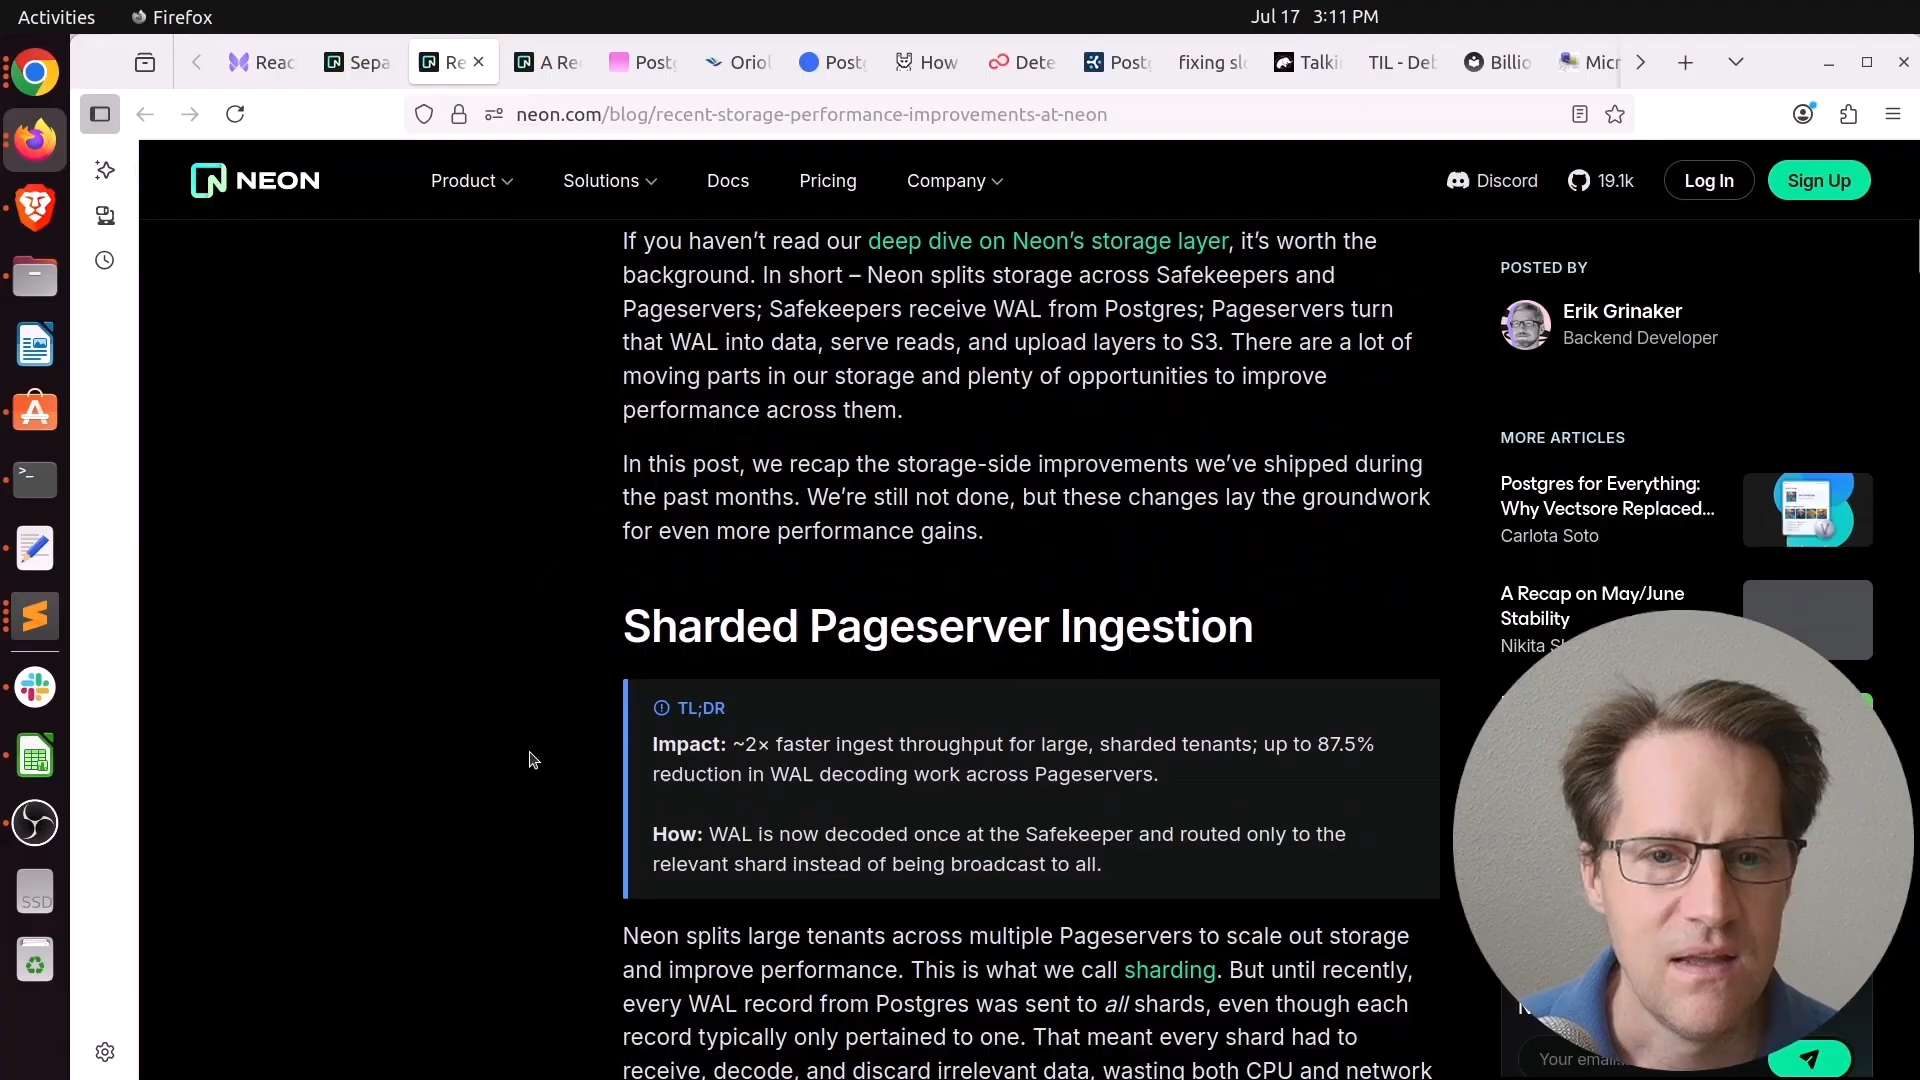 Activities
Firefox
Jul 17 3:11 PM
Reac
Sepa
Re
A Re
Postg
Oriol
Postg
How
Dete
Postg
fixing slo
Talki
TIL - Det
Billio
Micr
neon.com/blog/recent-storage-performance-improvements-at-neon
NEON
Product
Solutions
Docs
Pricing
Company
Discord
19.1k
Log In
Sign Up
If you haven’t read our deep dive on Neon’s storage layer, it’s worth the
background. In short – Neon splits storage across Safekeepers and
Pageservers; Safekeepers receive WAL from Postgres; Pageservers turn
that WAL into data, serve reads, and upload layers to S3. There are a lot of
moving parts in our storage and plenty of opportunities to improve
performance across them.
In this post, we recap the storage-side improvements we’ve shipped during
the past months. We’re still not done, but these changes lay the groundwork
for even more performance gains.
Sharded Pageserver Ingestion
TL;DR
Impact: ~2× faster ingest throughput for large, sharded tenants; up to 87.5%
reduction in WAL decoding work across Pageservers.
How: WAL is now decoded once at the Safekeeper and routed only to the
relevant shard instead of being broadcast to all.
Neon splits large tenants across multiple Pageservers to scale out storage
and improve performance. This is what we call sharding. But until recently,
every WAL record from Postgres was sent to all shards, even though each
record typically only pertained to one. That meant every shard had to
receive, decode, and discard irrelevant data, wasting both CPU and network
POSTED BY
Erik Grinaker
Backend Developer
MORE ARTICLES
Postgres for Everything:
Why Vectsore Replaced...
Carlota Soto
A Recap on May/June
Stability
Nikita
Your email...
SSD